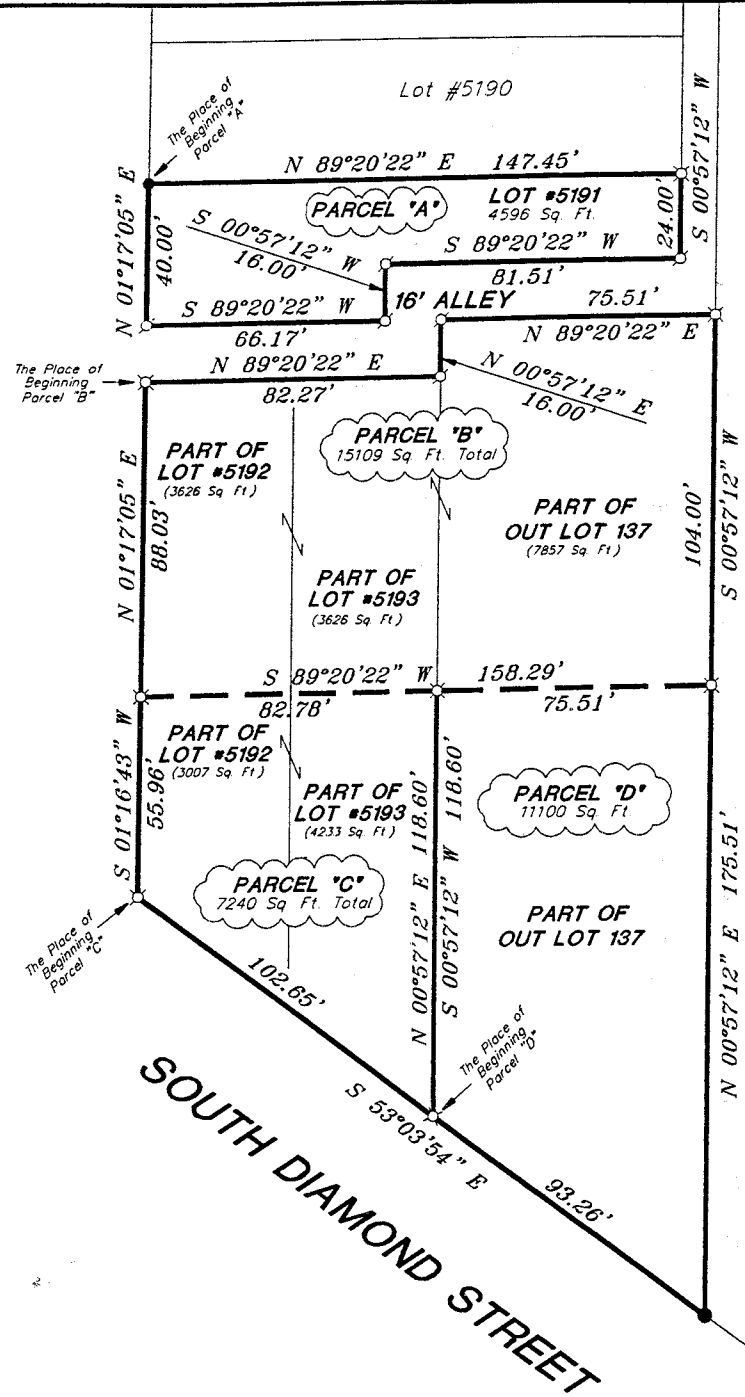 Lot #5190
The Place of
Beginning
Parcel "A"
N 89°20'22" E 147.45'
S 00°57'12" W
PARCEL "A"
LOT #5191
4596 Sq. Ft.
24.00'
N 01°17'05" E
40.00'
S 00°57'12" W
16.00'
S 89°20'22" W
81.51'
S 89°20'22" W
66.17'
16' ALLEY
75.51'
N 89°20'22" E
The Place of
Beginning
Parcel "B"
N 89°20'22" E
82.27'
N 00°57'12" E
16.00'
PARCEL "B"
15109 Sq. Ft. Total
PART OF
LOT #5192
(3626 Sq Ft)
N 01°17'05" E
88.03'
PART OF
OUT LOT 137
(7857 Sq. Ft)
104.00'
S 00°57'12" W
PART OF
LOT #5193
(3626 Sq. Ft)
S 89°20'22" W 158.29'
82.78'
75.51'
PART OF
LOT #5192
(3007 Sq. Ft)
S 01°16'43" W
55.96'
PART OF
LOT #5193
(4233 Sq. Ft)
N 00°57'12" E 118.60'
S 00°57'12" W 118.60'
PARCEL "D"
11100 Sq. Ft.
PARCEL "C"
7240 Sq Ft. Total
PART OF
OUT LOT 137
N 00°57'12" E 175.51'
The Place of
Beginning
Parcel "C"
102.65'
The Place of
Beginning
Parcel "D"
S 53°03'54" E
93.26'
SOUTH DIAMOND STREET